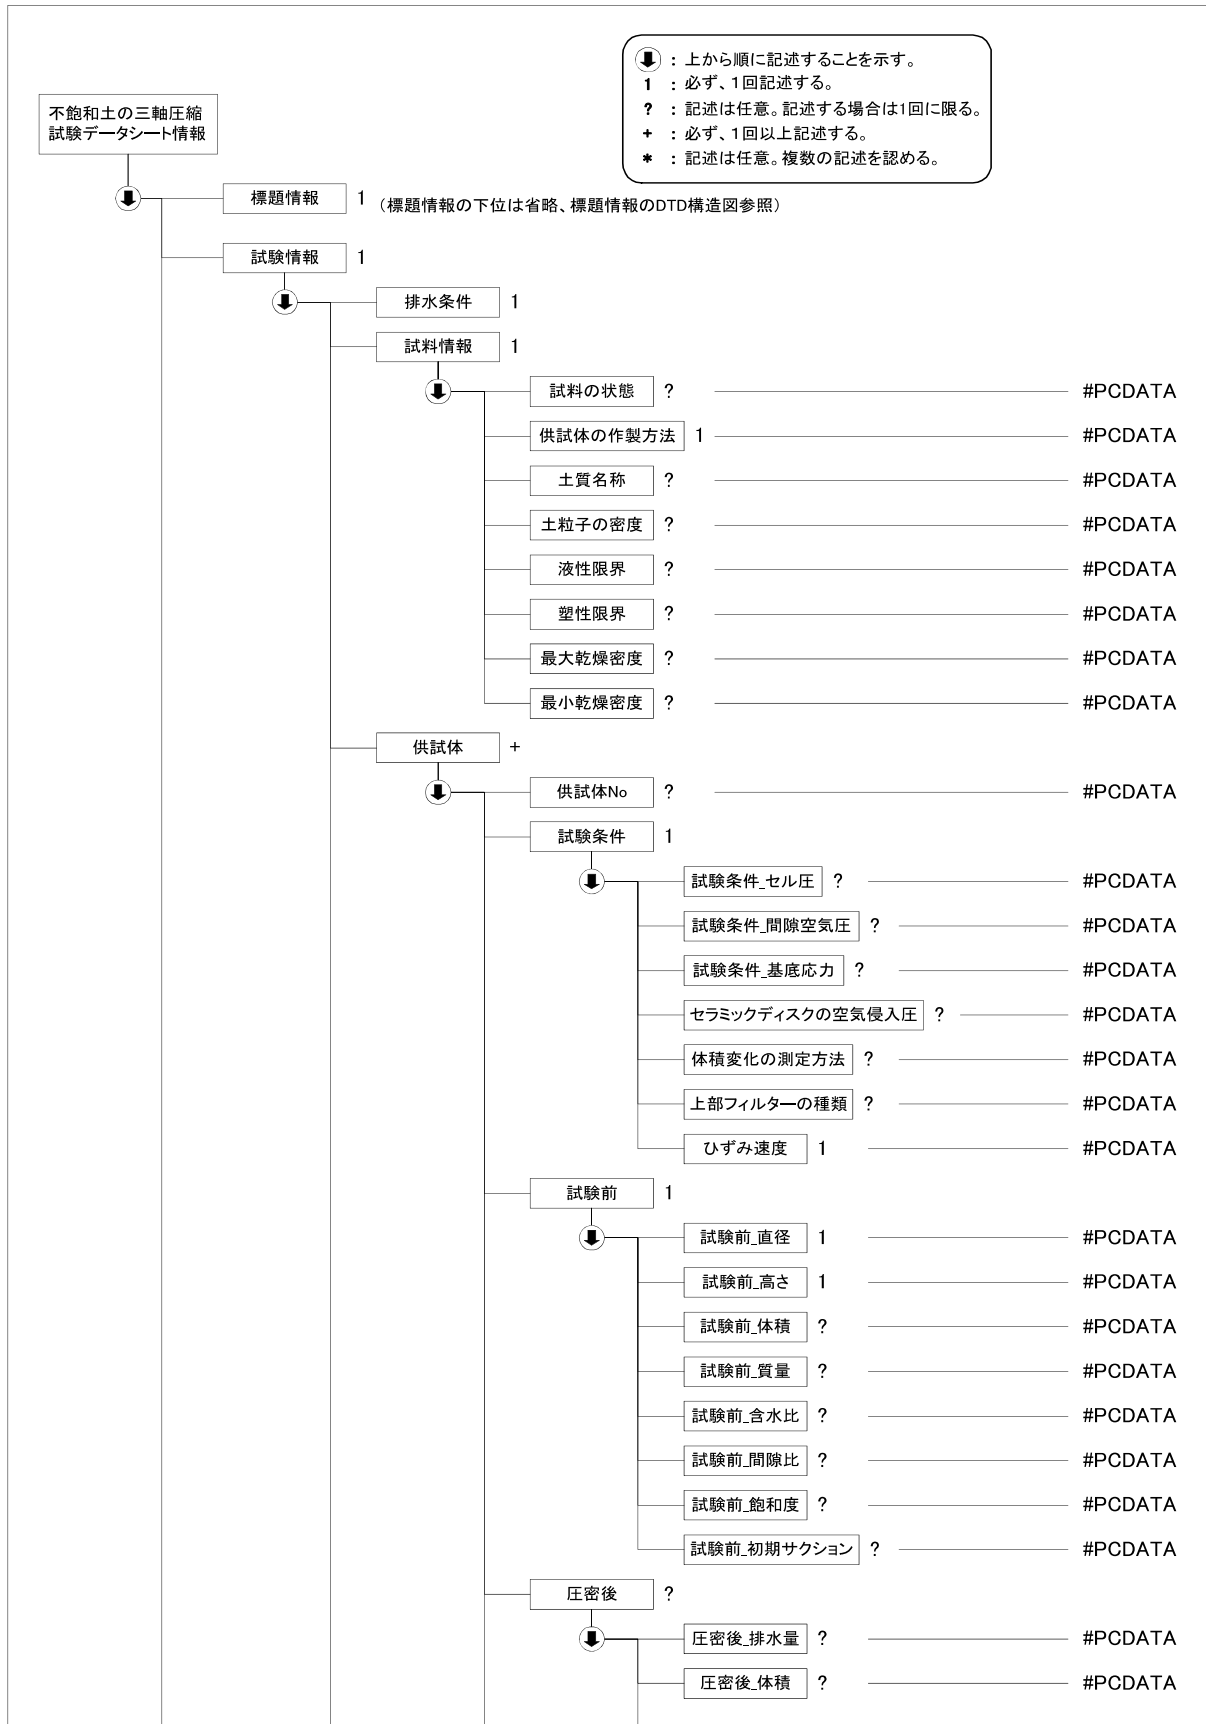 ：上から順に記述することを示す。
1 ：必ず、1回記述する。
? ：記述は任意。記述する場合は1回に限る。
+ ：必ず、1回以上記述する。
* ：記述は任意。複数の記述を認める。
不飽和土の三軸圧縮
試験データシート情報
標題情報 1 （標題情報の下位は省略、標題情報のDTD構造図参照）
試験情報 1
排水条件 1
試料情報 1
試料の状態 ? #PCDATA
供試体の作製方法 1 #PCDATA
土質名称 ? #PCDATA
土粒子の密度 ? #PCDATA
液性限界 ? #PCDATA
塑性限界 ? #PCDATA
最大乾燥密度 ? #PCDATA
最小乾燥密度 ? #PCDATA
供試体 +
供試体No ? #PCDATA
試験条件 1
試験条件_セル圧 ? #PCDATA
試験条件_間隙空気圧 ? #PCDATA
試験条件_基底応力 ? #PCDATA
セラミックディスクの空気侵入圧 ? #PCDATA
体積変化の測定方法 ? #PCDATA
上部フィルターの種類 ? #PCDATA
ひずみ速度 1 #PCDATA
試験前 1
試験前_直径 1 #PCDATA
試験前_高さ 1 #PCDATA
試験前_体積 ? #PCDATA
試験前_質量 ? #PCDATA
試験前_含水比 ? #PCDATA
試験前_間隙比 ? #PCDATA
試験前_飽和度 ? #PCDATA
試験前_初期サクション ? #PCDATA
圧密後 ?
圧密後_排水量 ? #PCDATA
圧密後_体積 ? #PCDATA